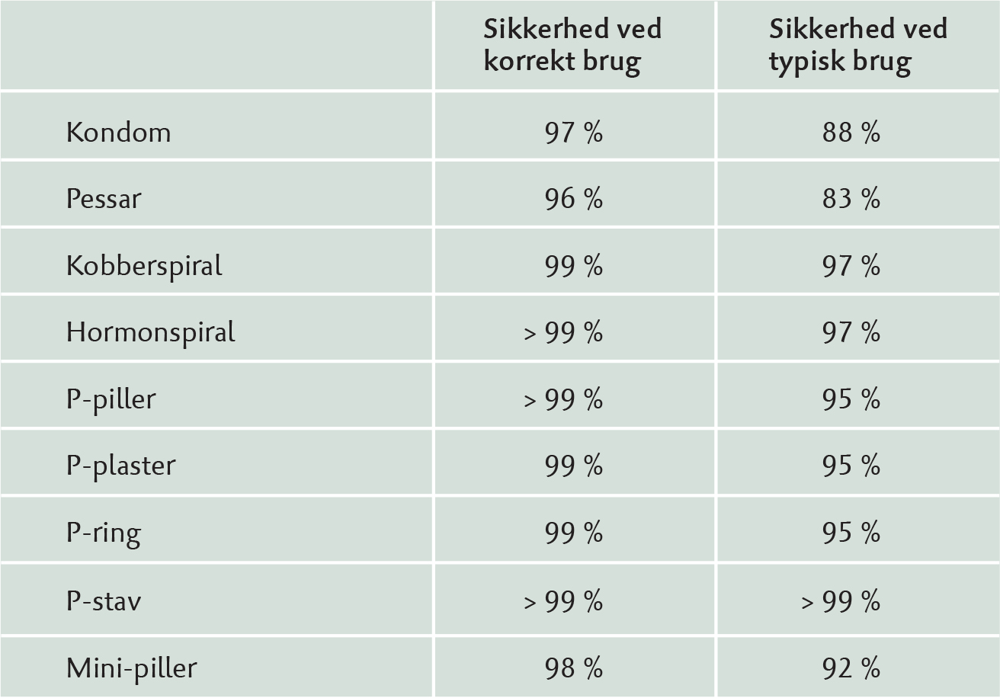 Sikkerhed ved korrekt brug Sikkerhed ved typisk brug
Kondom 97 % 88 %
Pessar 96 % 83 %
Kobberspiral 99 % 97 %
Hormonspiral > 99 % 97 %
P-piller > 99 % 95 %
P-plaster 99 % 95 %
P-ring 99 % 95 %
P-stav > 99 % > 99 %
Mini-piller 98 % 92 %